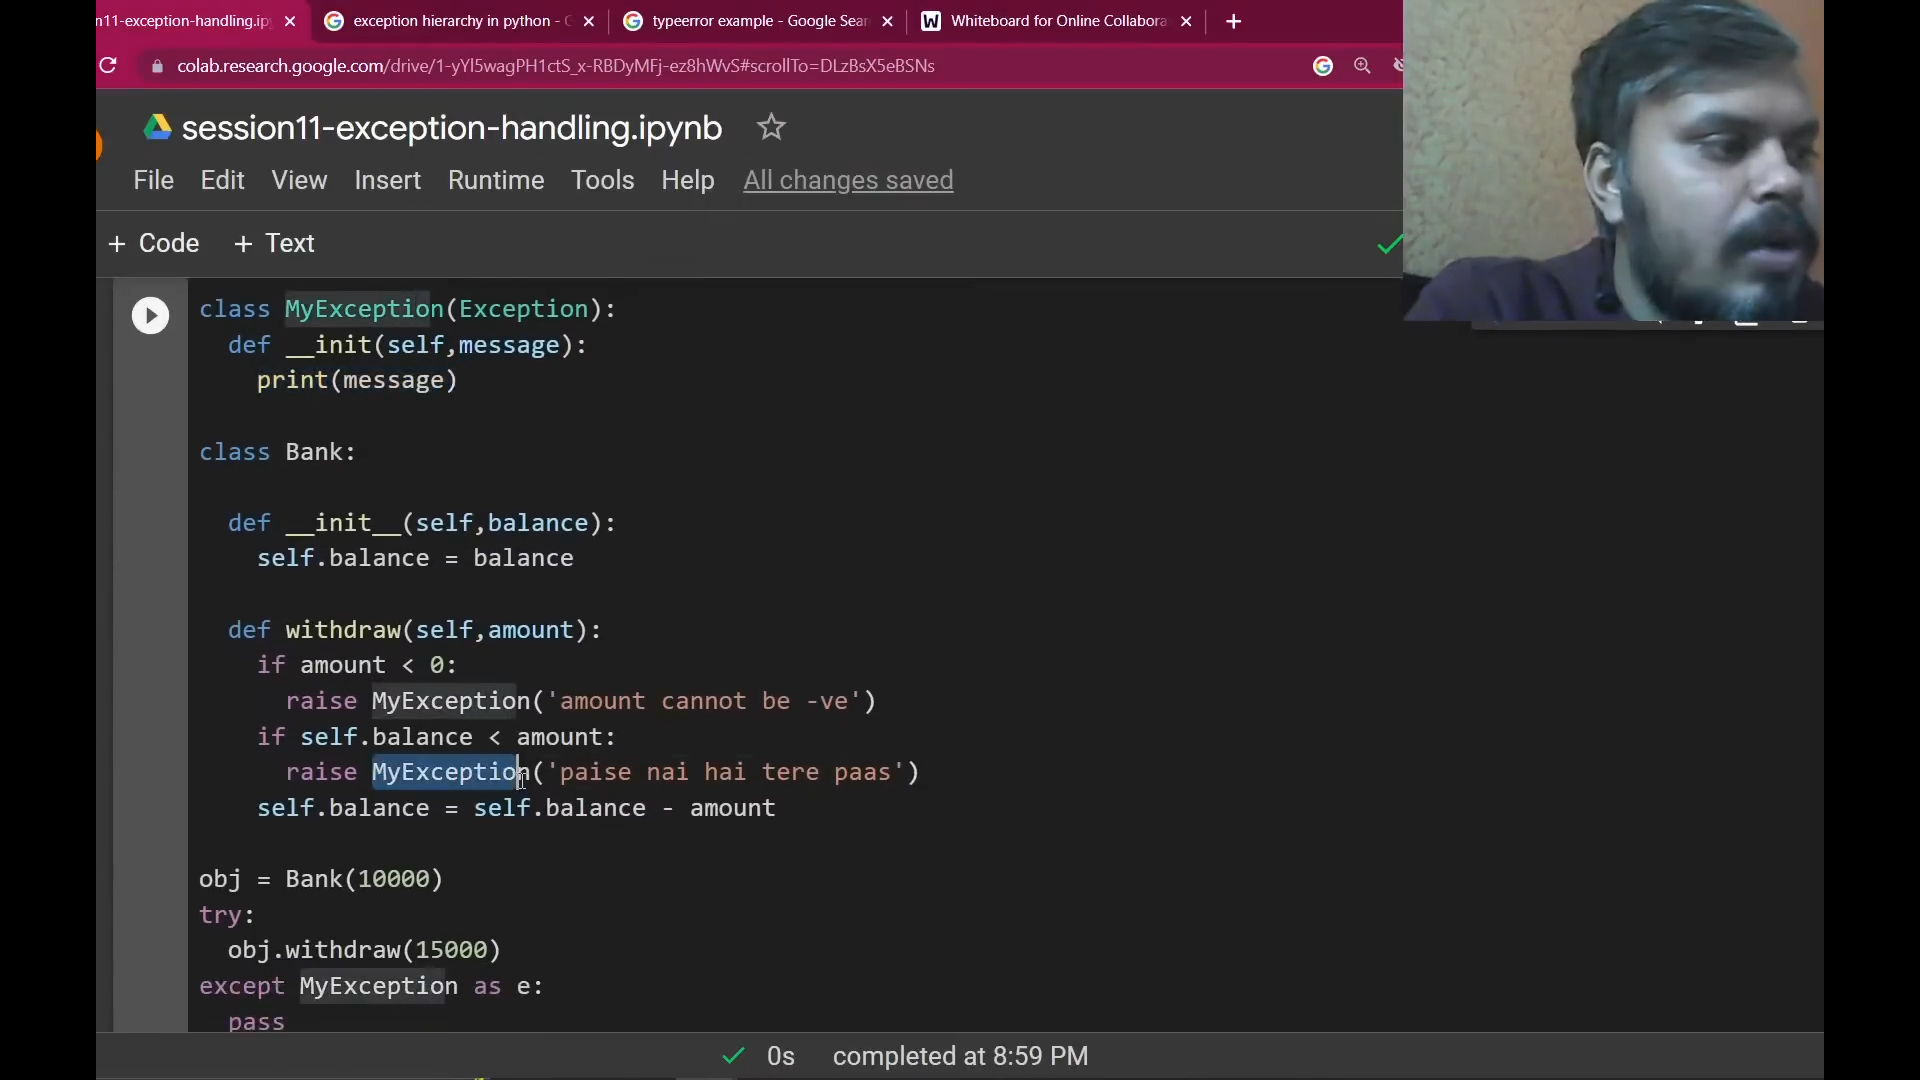 n11-exception-handling.ipy
exception hierarchy in python - G
typeerror example - Google Sear
Whiteboard for Online Collabora
colab.research.google.com/drive/1-yYl5wagPH1ctS_x-RBDyMFj-ez8hWvS#scrollTo=DLzBsX5eBSNs
session11-exception-handling.ipynb
File Edit View Insert Runtime Tools Help All changes saved
+ Code + Text
class MyException(Exception):
def __init(self,message):
print(message)
class Bank:
def __init__(self,balance):
self.balance = balance
def withdraw(self,amount):
if amount < 0:
raise MyException('amount cannot be -ve')
if self.balance < amount:
raise MyException('paise nai hai tere paas')
self.balance = self.balance - amount
obj = Bank(10000)
try:
obj.withdraw(15000)
except MyException as e:
pass
0s completed at 8:59 PM